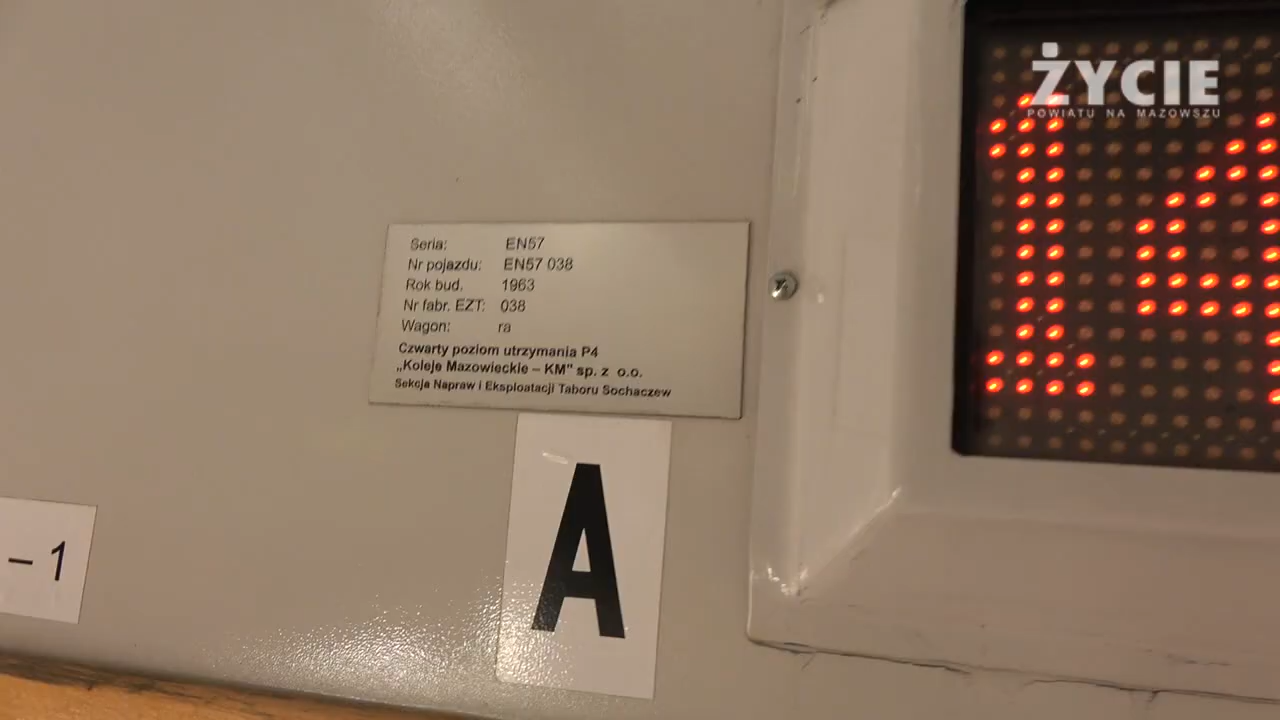 ŻYCIE
POWIATU NA MAZOWSZU
Seria: EN57
Nr pojazdu: EN57 038
Rok bud. 1963
Nr fabr. EZT: 038
Wagon: ra
Czwarty poziom utrzymania P4
„Koleje Mazowieckie – KM" sp. z o.o.
Sekcja Napraw i Eksploatacji Taboru Sochaczew
A
– 1